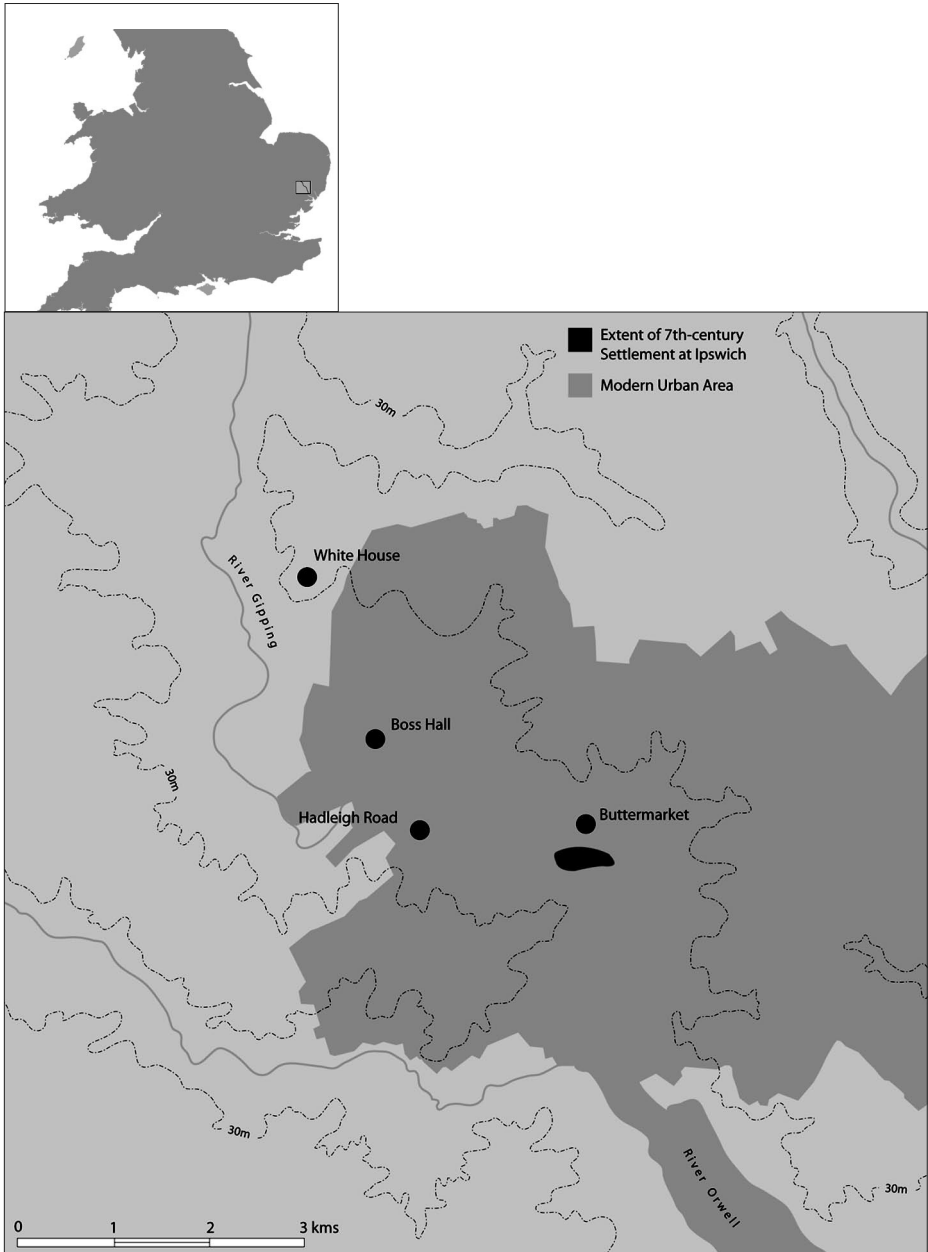 Extent of 7th-century
Settlement at Ipswich
Modern Urban Area
30m
White House
River Gipping
Boss Hall
30m
Hadleigh Road
Buttermarket
30m
River Orwell
30m
0 1 2 3 kms